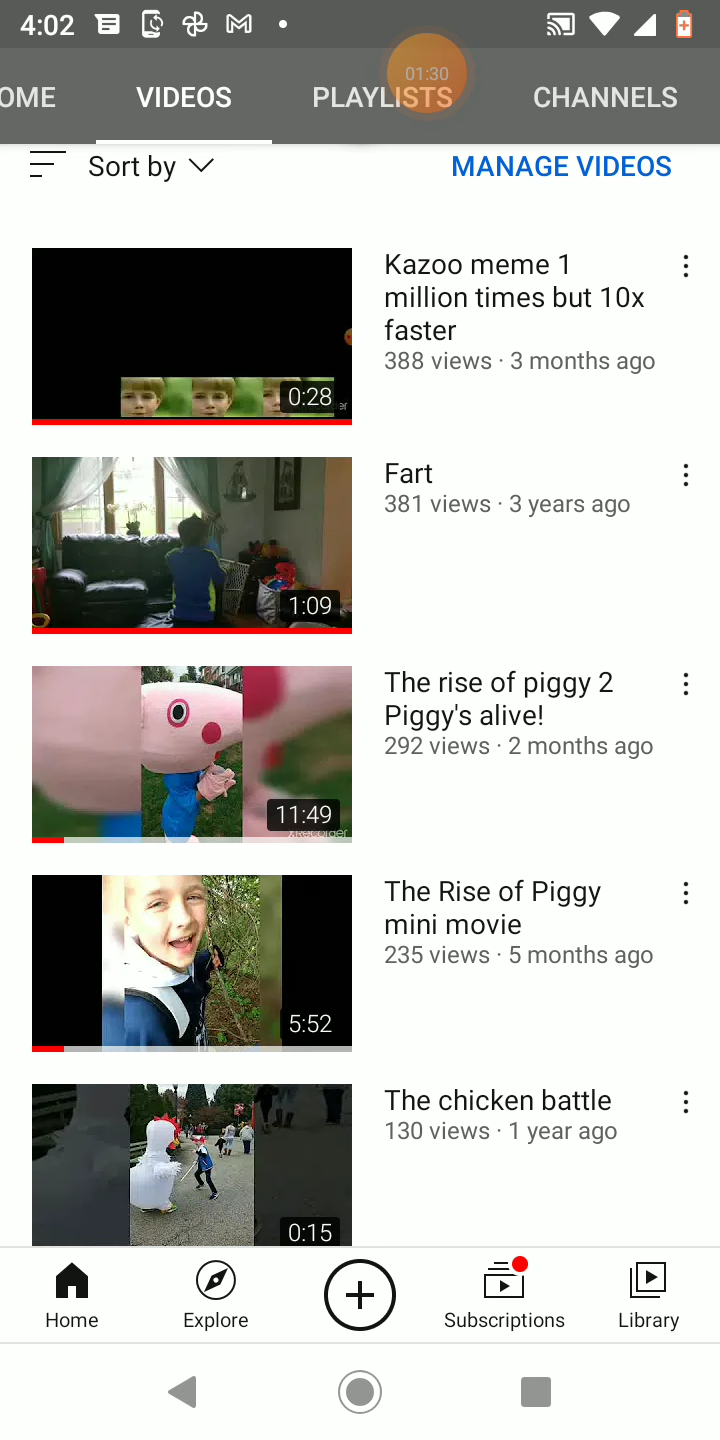 4:02
01:30
OME VIDEOS PLAYLISTS CHANNELS
Sort by MANAGE VIDEOS
Kazoo meme 1
million times but 10x
faster
388 views · 3 months ago
0:28
Fart
381 views · 3 years ago
1:09
The rise of piggy 2
Piggy's alive!
292 views · 2 months ago
11:49
XRecorder
The Rise of Piggy
mini movie
235 views · 5 months ago
5:52
The chicken battle
130 views · 1 year ago
0:15
Home Explore Subscriptions Library